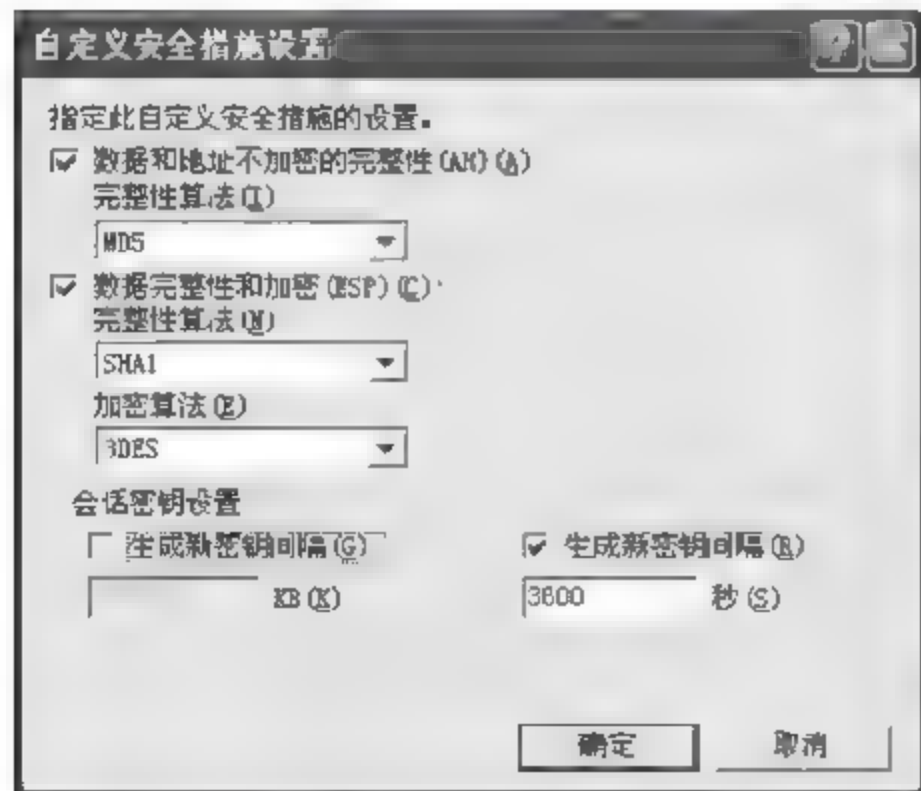 自定义安全措施设置
指定此自定义安全措施的设置。
数据和地址不加密的完整性(AH)(A)
完整性算法(I)
MD5
数据完整性和加密(ESP)(C):
完整性算法(N)
SHA1
加密算法(E)
3DES
会话密钥设置
生成新密钥间隔(G) 生成新密钥间隔(R)
KB(K) 3600 秒(S)
确定 取消